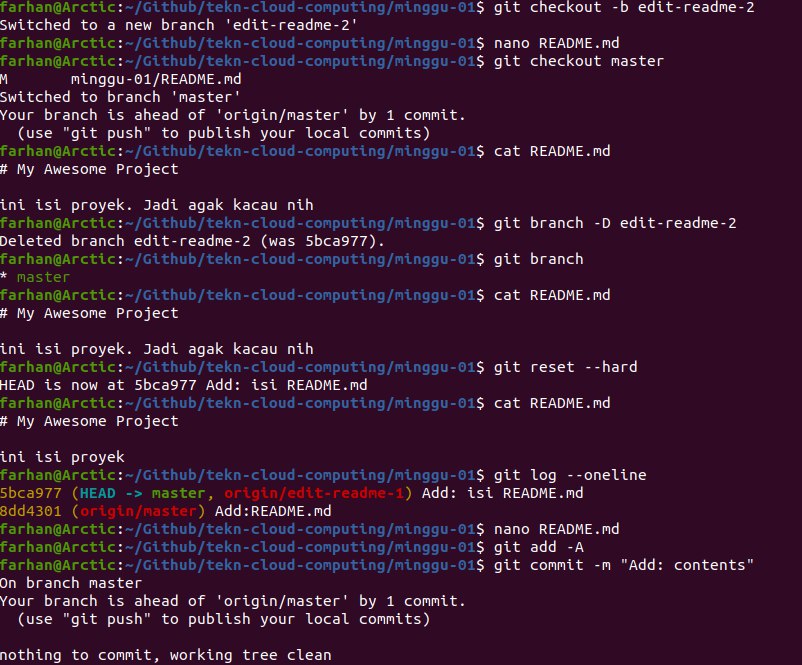 farhan@Arctic:~/Github/tekn-cloud-computing/minggu-01$ git checkout -b edit-readme-2
Switched to a new branch 'edit-readme-2'
farhan@Arctic:~/Github/tekn-cloud-computing/minggu-01$ nano README.md
farhan@Arctic:~/Github/tekn-cloud-computing/minggu-01$ git checkout master
M       minggu-01/README.md
Switched to branch 'master'
Your branch is ahead of 'origin/master' by 1 commit.
  (use "git push" to publish your local commits)
farhan@Arctic:~/Github/tekn-cloud-computing/minggu-01$ cat README.md
# My Awesome Project

ini isi proyek. Jadi agak kacau nih
farhan@Arctic:~/Github/tekn-cloud-computing/minggu-01$ git branch -D edit-readme-2
Deleted branch edit-readme-2 (was 5bca977).
farhan@Arctic:~/Github/tekn-cloud-computing/minggu-01$ git branch
* master
farhan@Arctic:~/Github/tekn-cloud-computing/minggu-01$ cat README.md
# My Awesome Project

ini isi proyek. Jadi agak kacau nih
farhan@Arctic:~/Github/tekn-cloud-computing/minggu-01$ git reset --hard
HEAD is now at 5bca977 Add: isi README.md
farhan@Arctic:~/Github/tekn-cloud-computing/minggu-01$ cat README.md
# My Awesome Project

ini isi proyek
farhan@Arctic:~/Github/tekn-cloud-computing/minggu-01$ git log --oneline
5bca977 (HEAD -> master, origin/edit-readme-1) Add: isi README.md
8dd4301 (origin/master) Add:README.md
farhan@Arctic:~/Github/tekn-cloud-computing/minggu-01$ nano README.md
farhan@Arctic:~/Github/tekn-cloud-computing/minggu-01$ git add -A
farhan@Arctic:~/Github/tekn-cloud-computing/minggu-01$ git commit -m "Add: contents"
On branch master
Your branch is ahead of 'origin/master' by 1 commit.
  (use "git push" to publish your local commits)

nothing to commit, working tree clean